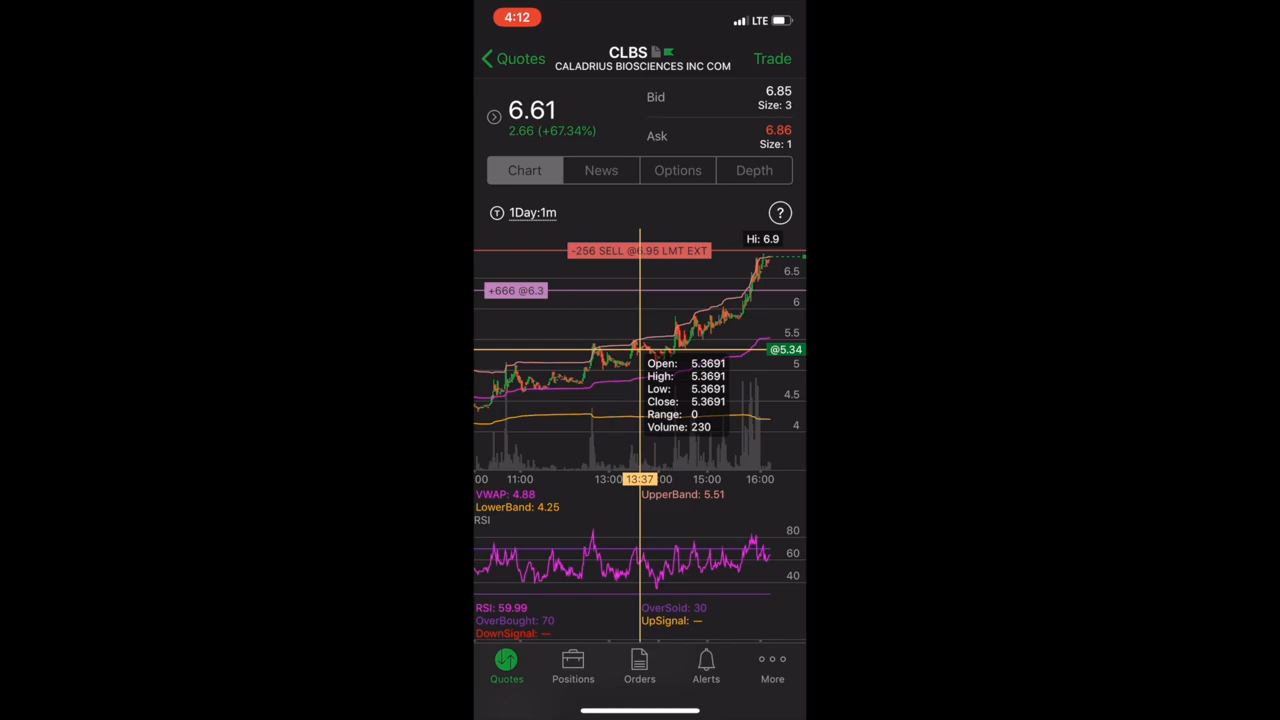 4:12
LTE
Quotes
CLBS
CALADRIUS BIOSCIENCES INC COM
Trade
6.61
2.66 (+67.34%)
Bid
6.85
Size: 3
Ask
6.86
Size: 1
Chart
News
Options
Depth
T 1Day:1m
?
Hi: 6.9
-256 SELL @6.95 LMT EXT
6.5
+666 @6.3
6
5.5
@5.34
5
Open: 5.3691
High: 5.3691
Low: 5.3691
Close: 5.3691
Range: 0
Volume: 230
4.5
4
:00 11:00 13:00 13:37 :00 15:00 16:00
VWAP: 4.88
UpperBand: 5.51
LowerBand: 4.25
RSI
80
60
40
RSI: 59.99
OverSold: 30
OverBought: 70
UpSignal: —
DownSignal: —
Quotes
Positions
Orders
Alerts
More